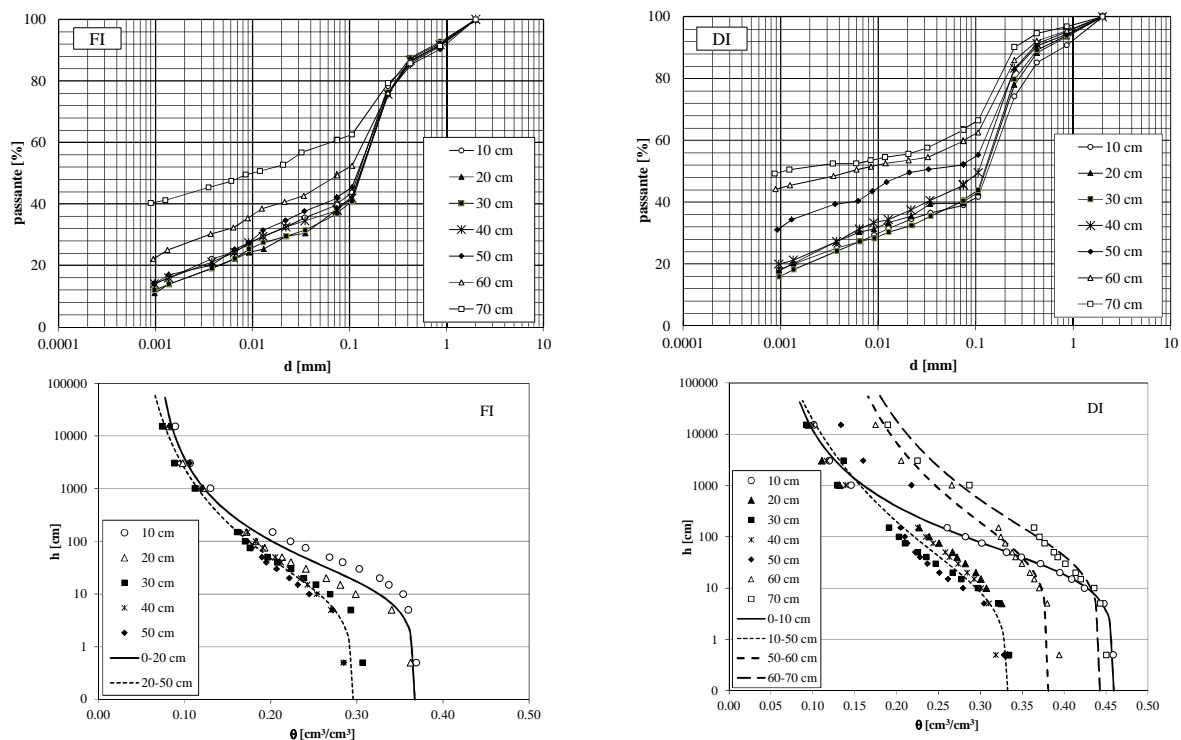 FI
passante [%]
100%
80
60
40
20
0
0.0001
0.001
0.01
0.1
1
10
d [mm]
10 cm
20 cm
30 cm
40 cm
50 cm
60 cm
70 cm
DI
passante [%]
100%
80
60
40
20
0
0.0001
0.001
0.01
0.1
1
10
d [mm]
10 cm
20 cm
30 cm
40 cm
50 cm
60 cm
70 cm
FI
h [cm]
100000
10000
1000
100
10
1
0
0.00
0.10
0.20
0.30
0.40
0.50
θ [cm³/cm³]
10 cm
20 cm
30 cm
40 cm
50 cm
0-20 cm
20-50 cm
DI
h [cm]
100000
10000
1000
100
10
1
0
0.00
0.05
0.10
0.15
0.20
0.25
0.30
0.35
0.40
0.45
0.50
θ [cm³/cm³]
10 cm
20 cm
30 cm
40 cm
50 cm
60 cm
70 cm
0-10 cm
10-50 cm
50-60 cm
60-70 cm